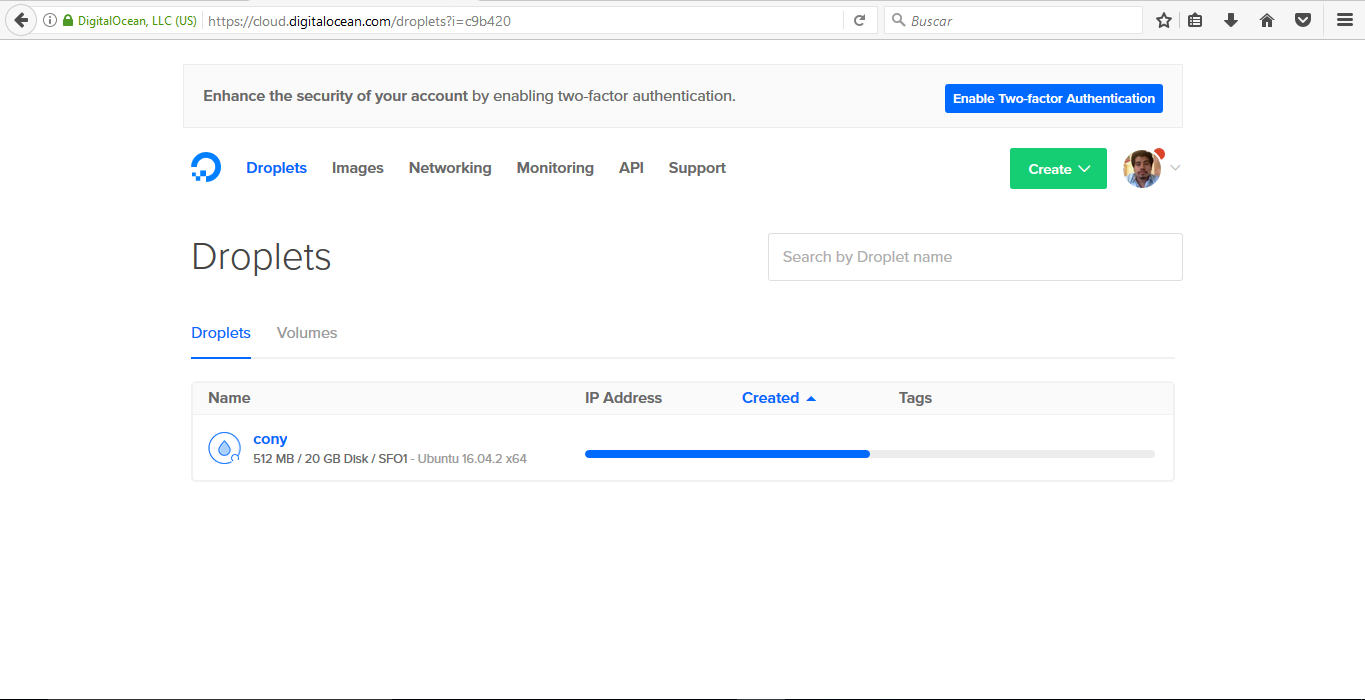 DigitalOcean, LLC (US)
https://cloud.digitalocean.com/droplets?i=c9b420
Buscar
Enhance the security of your account by enabling two-factor authentication.
Enable Two-factor Authentication
Droplets
Images
Networking
Monitoring
API
Support
Create
Droplets
Search by Droplet name
Droplets
Volumes
Name
IP Address
Created
Tags
cony
512 MB / 20 GB Disk / SFO1 - Ubuntu 16.04.2 x64